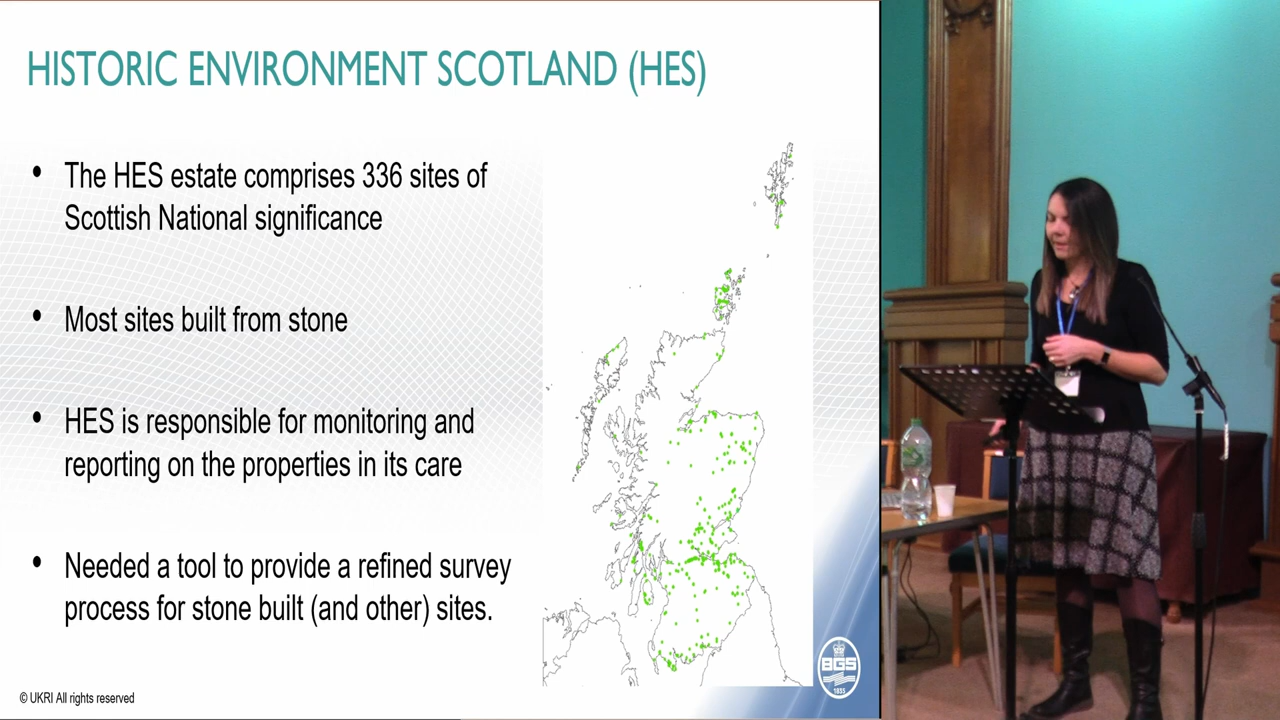 HISTORIC ENVIRONMENT SCOTLAND (HES)
• The HES estate comprises 336 sites of
Scottish National significance
• Most sites built from stone
• HES is responsible for monitoring and
reporting on the properties in its care
• Needed a tool to provide a refined survey
process for stone built (and other) sites.
BGS
1835
© UKRI All rights reserved